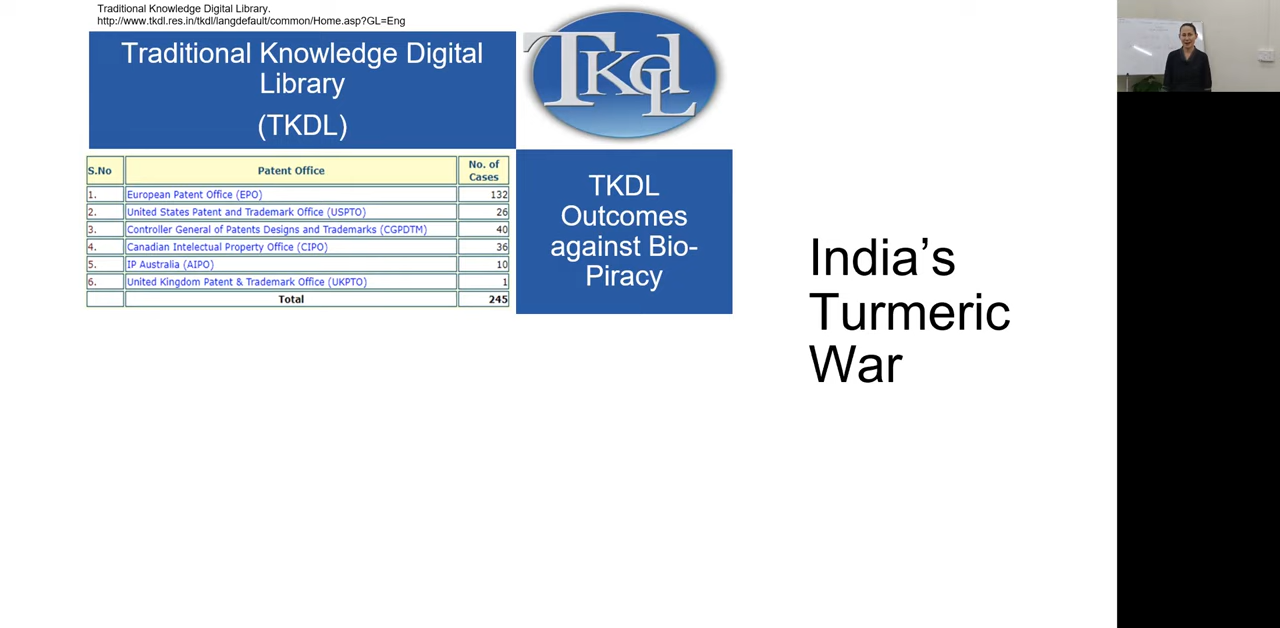 Traditional Knowledge Digital Library.
http://www.tkdl.res.in/tkdl/langdefault/common/Home.asp?GL=Eng
Traditional Knowledge Digital
Library
(TKDL)
TKdL
S.No Patent Office No. of Cases
1. European Patent Office (EPO) 132
2. United States Patent and Trademark Office (USPTO) 26
3. Controller General of Patents Designs and Trademarks (CGPDTM) 40
4. Canadian Intelectual Property Office (CIPO) 36
5. IP Australia (AIPO) 10
6. United Kingdom Patent & Trademark Office (UKPTO) 1
Total 245
TKDL
Outcomes
against Bio-
Piracy
India’s
Turmeric
War